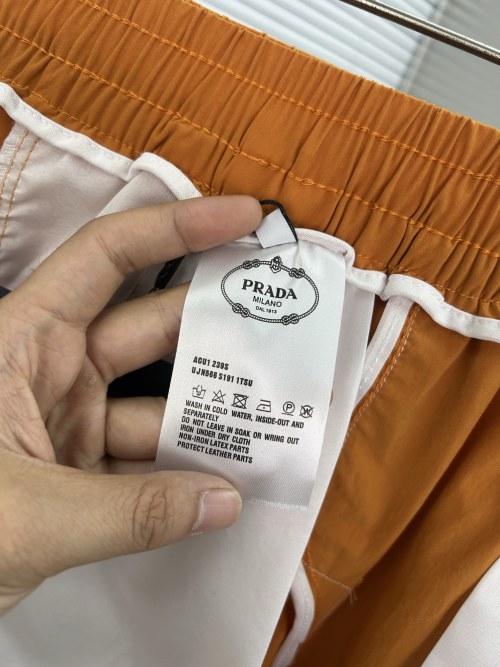 PRADA
MILANO
DAL 1913
ACU1 239S
UJN668 S191 1TSU
WASH IN COLD WATER, INSIDE-OUT AND
SEPARATELY
DO NOT LEAVE IN SOAK OR WRING OUT
IRON UNDER DRY CLOTH
NON-IRON LATEX PARTS
PROTECT LEATHER PARTS